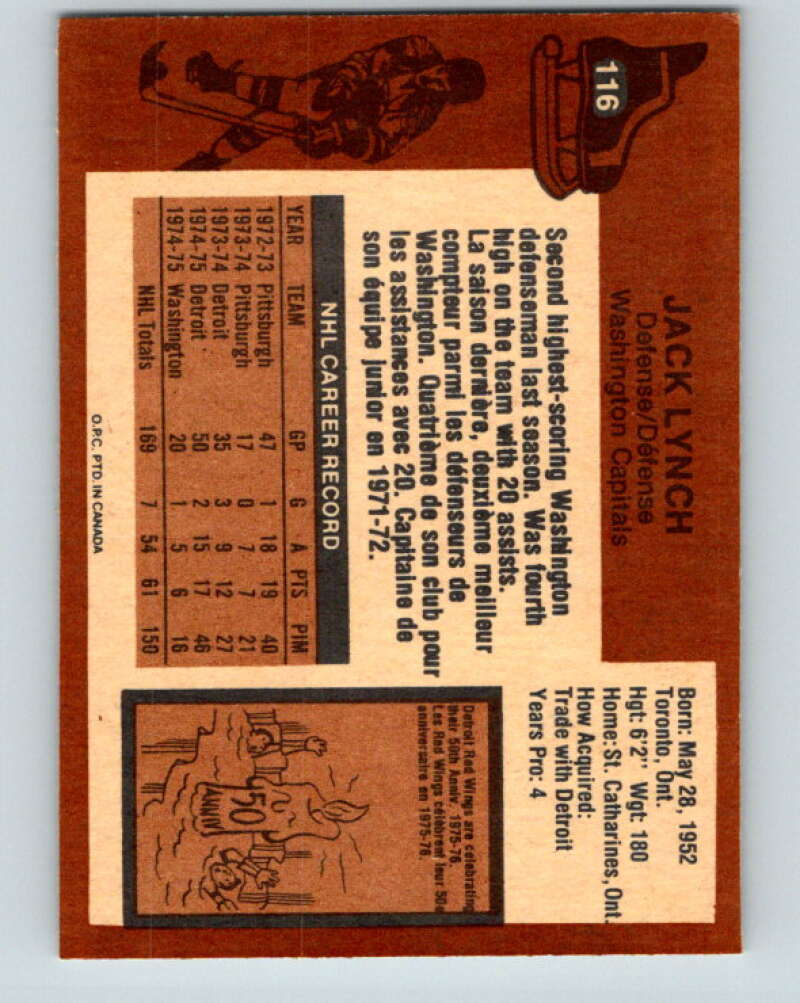 116
JACK LYNCH
Defense/Défense
Washington Capitals
Born: May 28, 1952
Toronto, Ont.
Hgt: 6'2" Wgt: 180
Home: St. Catharines, Ont.
How Acquired:
Trade with Detroit
Years Pro: 4
Second highest-scoring Washington
defenseman last season. Was fourth
high on the team with 20 assists.
La saison dernière, deuxième meilleur
compteur parmi les défenseurs de
Washington. Quatrième de son club pour
les assistances avec 20. Capitaine de
son équipe junior en 1971-72.
NHL CAREER RECORD
YEAR TEAM GP G A PTS PIM
1972-73 Pittsburgh 47 1 18 19 40
1973-74 Pittsburgh 17 0 7 7 21
1973-74 Detroit 35 3 9 12 27
1974-75 Detroit 50 2 15 17 46
1974-75 Washington 20 1 5 6 16
NHL Totals 169 7 54 61 150
Detroit Red Wings are celebrating
their 50th Anniv. 1975-76.
Les Red Wings célèbrent leur 50e
anniversaire en 1975-76.
50
ANNIV
O.P.C. PTD. IN CANADA